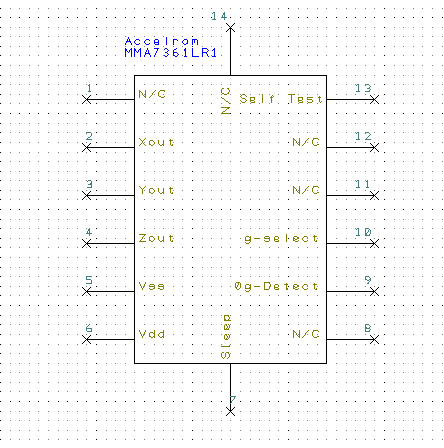 14
Accelrom
MMA7361LR1
1
N/C
N/C
Self Test
13
2
Xout
N/C
12
3
Yout
N/C
11
4
Zout
g-select
10
5
Vss
0g-Detect
9
6
Vdd
Sleep
N/C
8
7